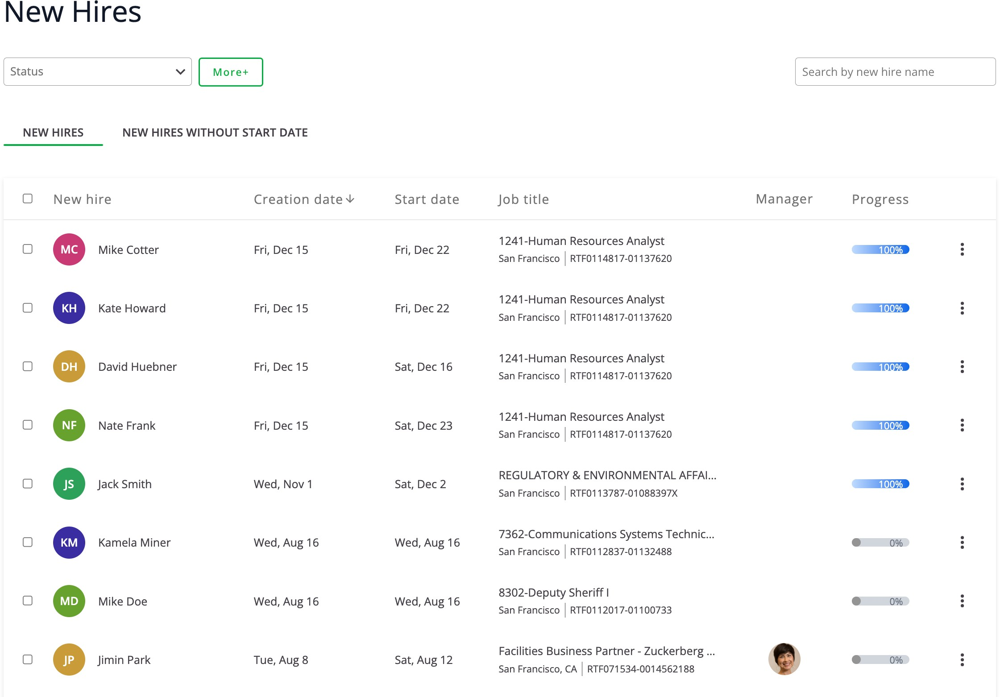 New Hires
Status
More+
Search by new hire name
NEW HIRES
NEW HIRES WITHOUT START DATE
New hire Creation date Start date Job title Manager Progress
MC Mike Cotter Fri, Dec 15 Fri, Dec 22 1241-Human Resources Analyst 100%
San Francisco RTF0114817-01137620
KH Kate Howard Fri, Dec 15 Fri, Dec 22 1241-Human Resources Analyst 100%
San Francisco RTF0114817-01137620
DH David Huebner Fri, Dec 15 Sat, Dec 16 1241-Human Resources Analyst 100%
San Francisco RTF0114817-01137620
NF Nate Frank Fri, Dec 15 Sat, Dec 23 1241-Human Resources Analyst 100%
San Francisco RTF0114817-01137620
JS Jack Smith Wed, Nov 1 Sat, Dec 2 REGULATORY & ENVIRONMENTAL AFFAI... 100%
San Francisco RTF0113787-01088397X
KM Kamela Miner Wed, Aug 16 Wed, Aug 16 7362-Communications Systems Technic... 0%
San Francisco RTF0112837-01132488
MD Mike Doe Wed, Aug 16 Wed, Aug 16 8302-Deputy Sheriff I 0%
San Francisco RTF0112017-01100733
JP Jimin Park Tue, Aug 8 Sat, Aug 12 Facilities Business Partner - Zuckerberg ... 0%
San Francisco, CA RTF071534-0014562188